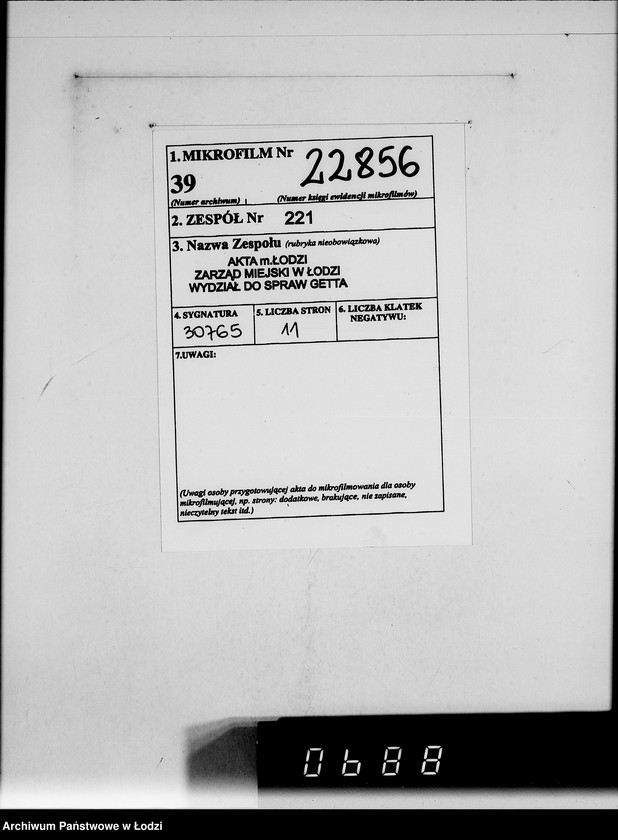 1. MIKROFILM Nr 22856
39
(Numer archiwum) (Numer księgi ewidencji mikrofilmów)
2. ZESPÓŁ Nr 221
3. Nazwa Zespołu (rubryka nieobowiązkowa)
AKTA m.ŁODZI
ZARZĄD MIEJSKI W ŁODZI
WYDZIAŁ DO SPRAW GETTA
4. SYGNATURA 5. LICZBA STRON 6. LICZBA KLATEK
NEGATYWU:
30765 11
7.UWAGI:
(Uwagi osoby przygotowującej akta do mikrofilmowania dla osoby
mikrofilmującej, np. strony: dodatkowe, brakujące, nie zapisane,
nieczytelny tekst itd.)
0688
Archiwum Państwowe w Łodzi